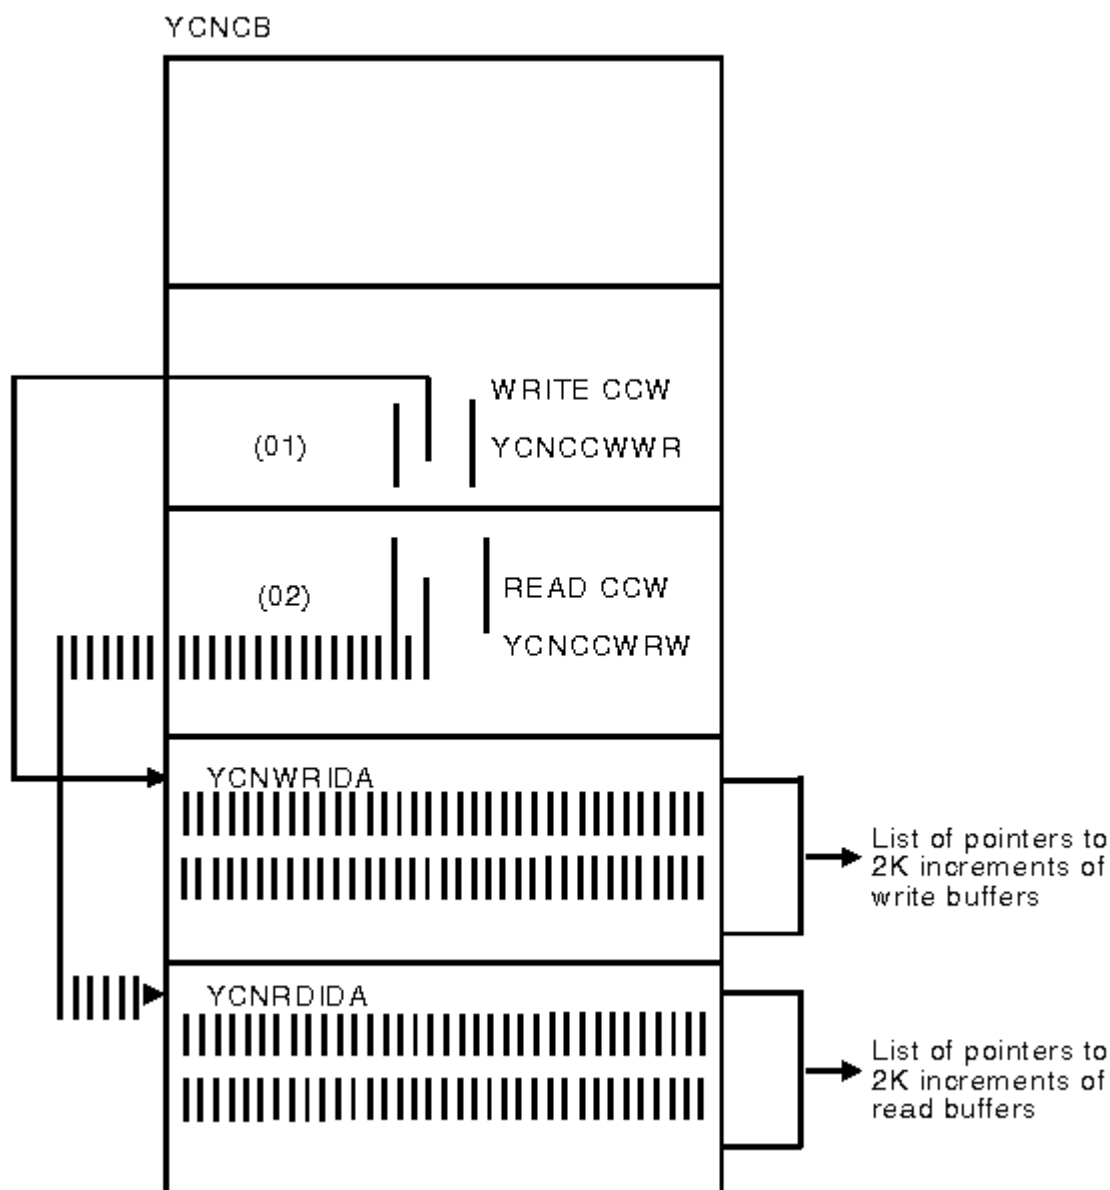 YCNCB
WRITE CCW
(01)
YCNCCWWR
(02)
READ CCW
YCNCCWRW
YCNWRIDA
List of pointers to
2K increments of
write buffers
YCNRDIDA
List of pointers to
2K increments of
read buffers